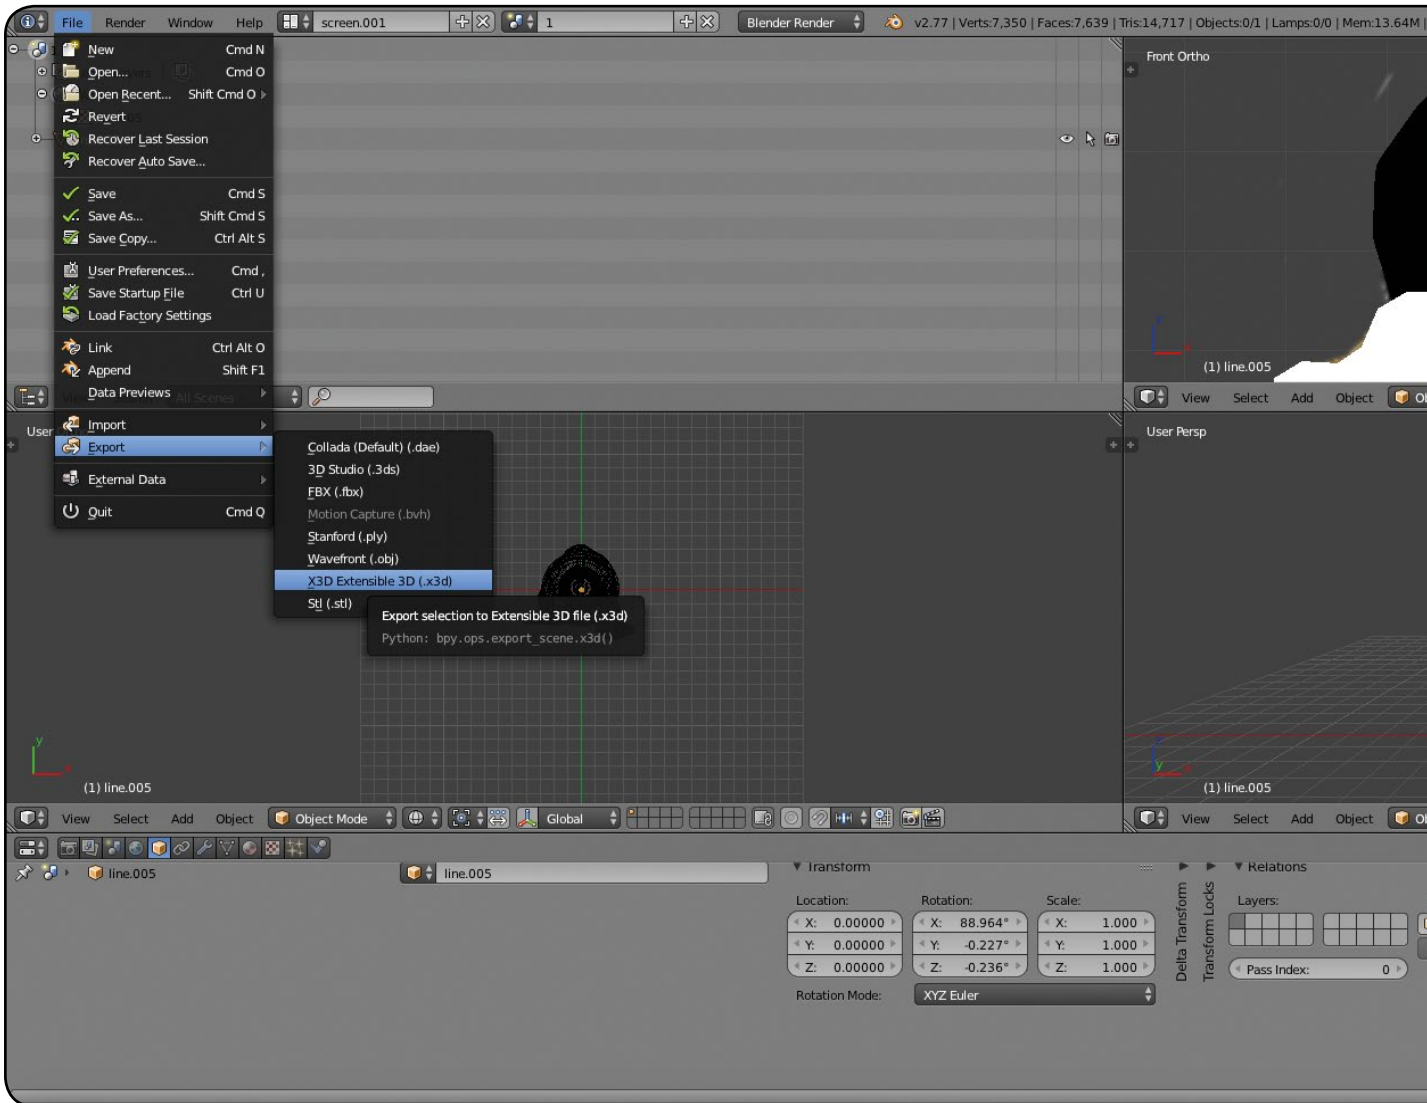 File Render Window Help screen.001 1 Blender Render v2.77 | Verts:7,350 | Faces:7,639 | Tris:14,717 | Objects:0/1 | Lamps:0/0 | Mem:13.64M |
New Cmd N
Open... Cmd O
Open Recent... Shift Cmd O
Revert
Recover Last Session
Recover Auto Save...
Save Cmd S
Save As... Shift Cmd S
Save Copy... Ctrl Alt S
User Preferences... Cmd ,
Save Startup File Ctrl U
Load Factory Settings
Link Ctrl Alt O
Append Shift F1
Data Previews
All Scenes
Import
Export
External Data
Quit Cmd Q
Collada (Default) (.dae)
3D Studio (.3ds)
FBX (.fbx)
Motion Capture (.bvh)
Stanford (.ply)
Wavefront (.obj)
X3D Extensible 3D (.x3d)
Stl (.stl)
Export selection to Extensible 3D file (.x3d)
Python: bpy.ops.export_scene.x3d()
Front Ortho
z
x
(1) line.005
View Select Add Object Ob
User
User Persp
y
x
(1) line.005
z
y
x
(1) line.005
View Select Add Object Object Mode Global
View Select Add Object Ob
line.005 line.005
Transform
Location: Rotation: Scale:
X: 0.00000 X: 88.964° X: 1.000
Y: 0.00000 Y: -0.227° Y: 1.000
Z: 0.00000 Z: -0.236° Z: 1.000
Rotation Mode: XYZ Euler
Delta Transform
Transform Locks
Relations
Layers:
Pass Index: 0